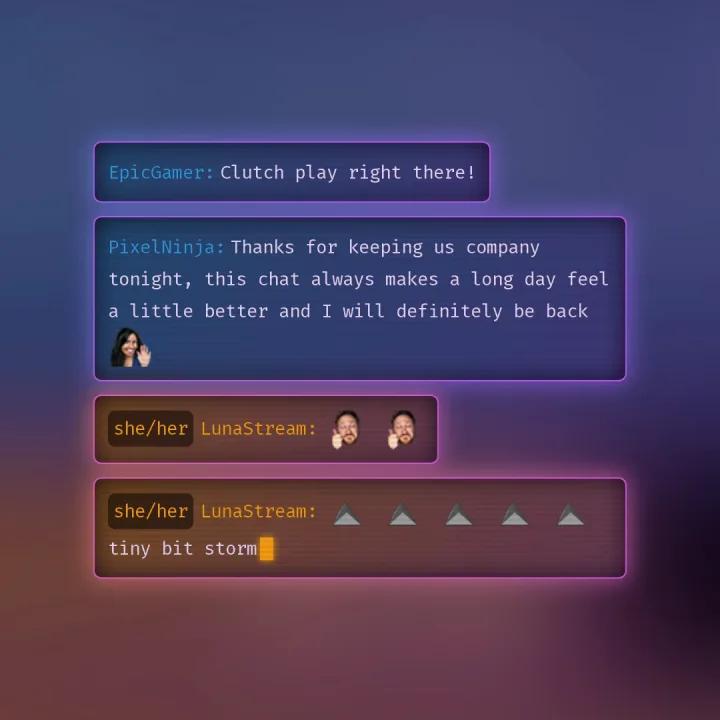 EpicGamer: Clutch play right there!
PixelNinja: Thanks for keeping us company
tonight, this chat always makes a long day feel
a little better and I will definitely be back
she/her LunaStream:
she/her LunaStream:
tiny bit storm